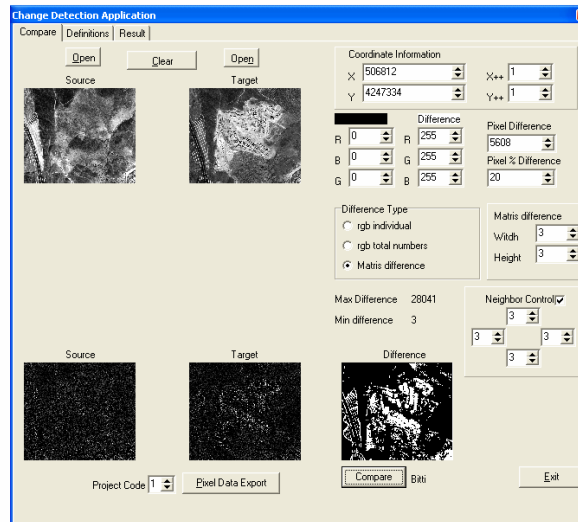 Change Detection Application
Compare Definitions Result
Open Clear Open
Source Target
Coordinate Information
X 506812 X++ 1
Y 4247334 Y++ 1
Difference
R 0 R 255
B 0 G 255
G 0 B 255
Pixel Difference
5608
Pixel % Difference
20
Difference Type
rgb individual
rgb total numbers
Matris difference
Matris difference
Witdh 3
Height 3
Max Difference 28041
Min difference 3
Neighbor Control
3
3 3
3
Source Target Difference
Project Code 1 Pixel Data Export
Compare Bitti Exit